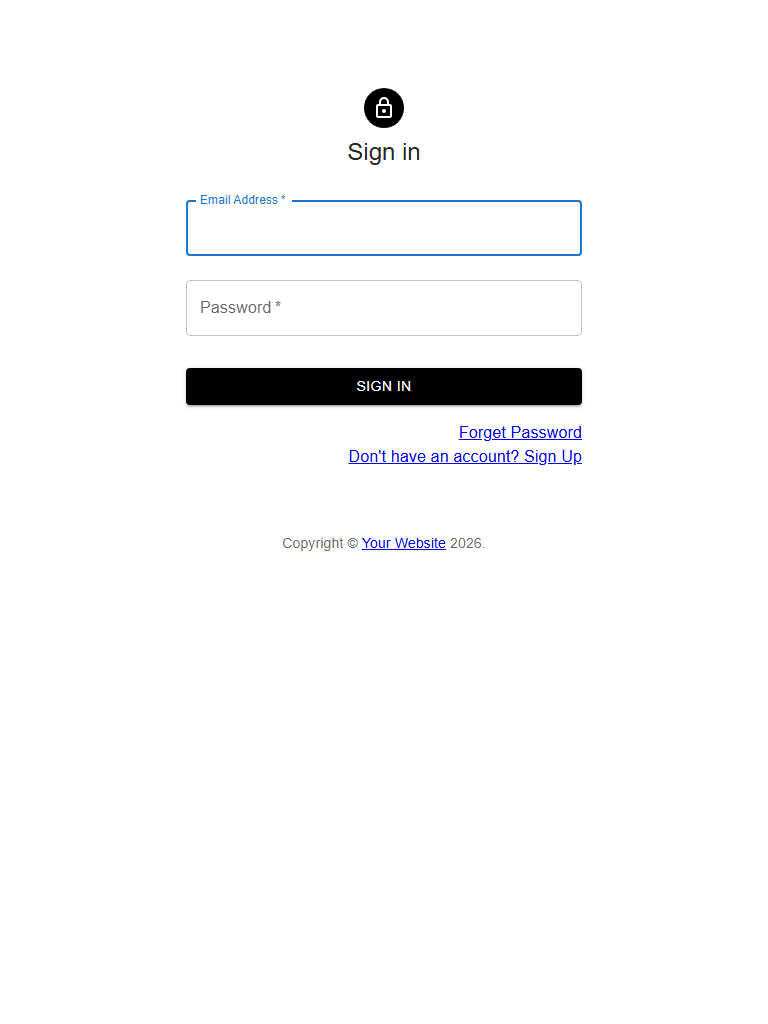 Sign in
Email Address *
Password *
SIGN IN
Forget Password
Don't have an account? Sign Up
Copyright © Your Website 2026.